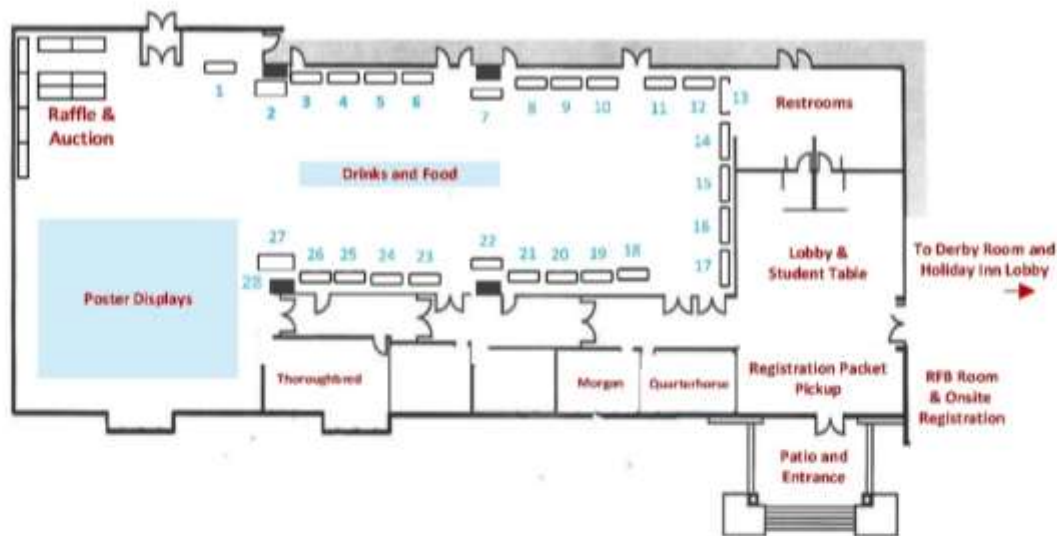 1
2
3
4
5
6
7
8
9
10
11
12
13
Restrooms
Raffle &
Auction
14
Drinks and Food
15
16
17
Lobby &
Student Table
To Derby Room and
Holiday Inn Lobby
27
26
25
24
23
22
21
20
19
18
28
Poster Displays
Thoroughbred
Morgan
Quarterhorse
Registration Packet
Pickup
RFB Room
& Onsite
Registration
Patio and
Entrance